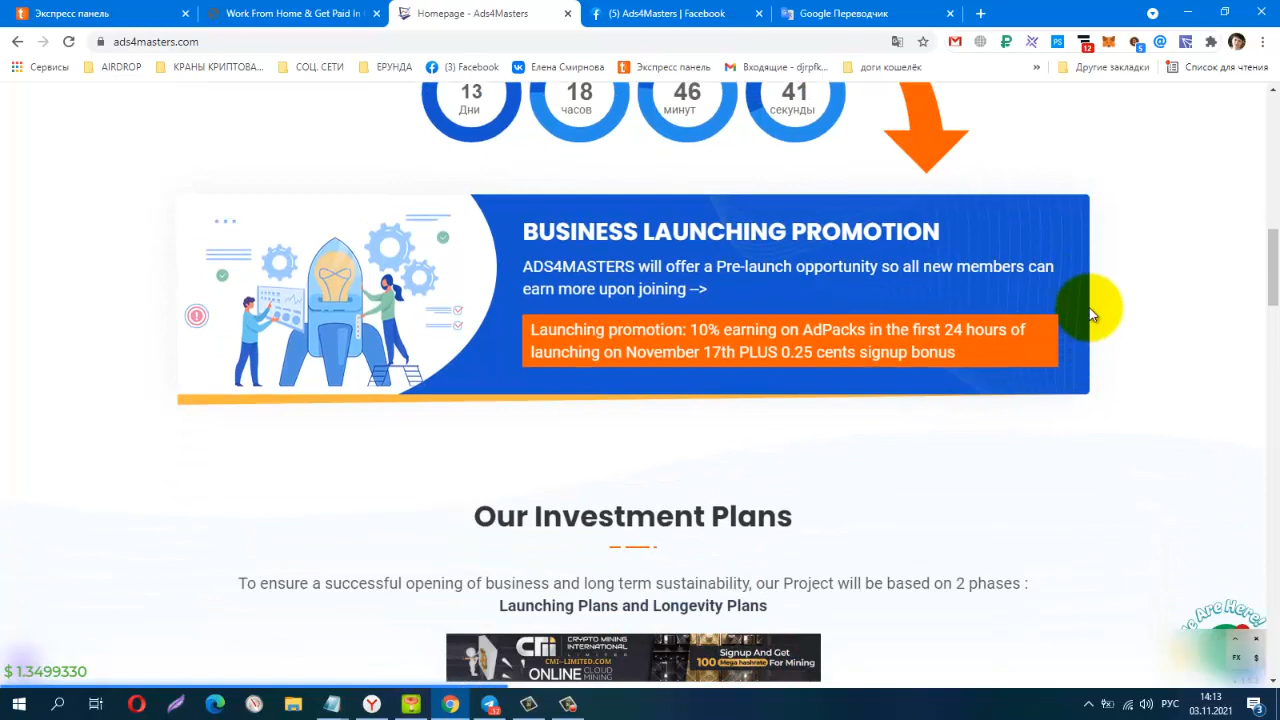 Экспресс панель
Work From Home & Get Paid In
Homepage - Ads4Masters
(5) Ads4Masters | Facebook
Google Переводчик
ads4masters.com
12
5
Сервисы
AIRDROP
КРАНЫ КРИПТОВА...
СОЦ. СЕТИ
ЕРУНДА
(3) Facebook
Елена Смирнова
Экспресс панель
Входящие - djrpfk...
доги кошелёк
»
Другие закладки
Список для чтения
13
18
46
41
Дни
часов
минут
секунды
BUSINESS LAUNCHING PROMOTION
ADS4MASTERS will offer a Pre-launch opportunity so all new members can
earn more upon joining -->
Launching promotion: 10% earning on AdPacks in the first 24 hours of
launching on November 17th PLUS 0.25 cents signup bonus
Our Investment Plans
To ensure a successful opening of business and long term sustainability, our Project will be based on 2 phases :
Launching Plans and Longevity Plans
CMI
CRYPTO MINING
INTERNATIONAL
LIMITED
CMI-LIMITED.COM
ONLINE CLOUD
MINING
Signup And Get
100 Mega hashrate For Mining
Are Here!
FX $
$ 1.3499330
РУС
14:13
03.11.2021